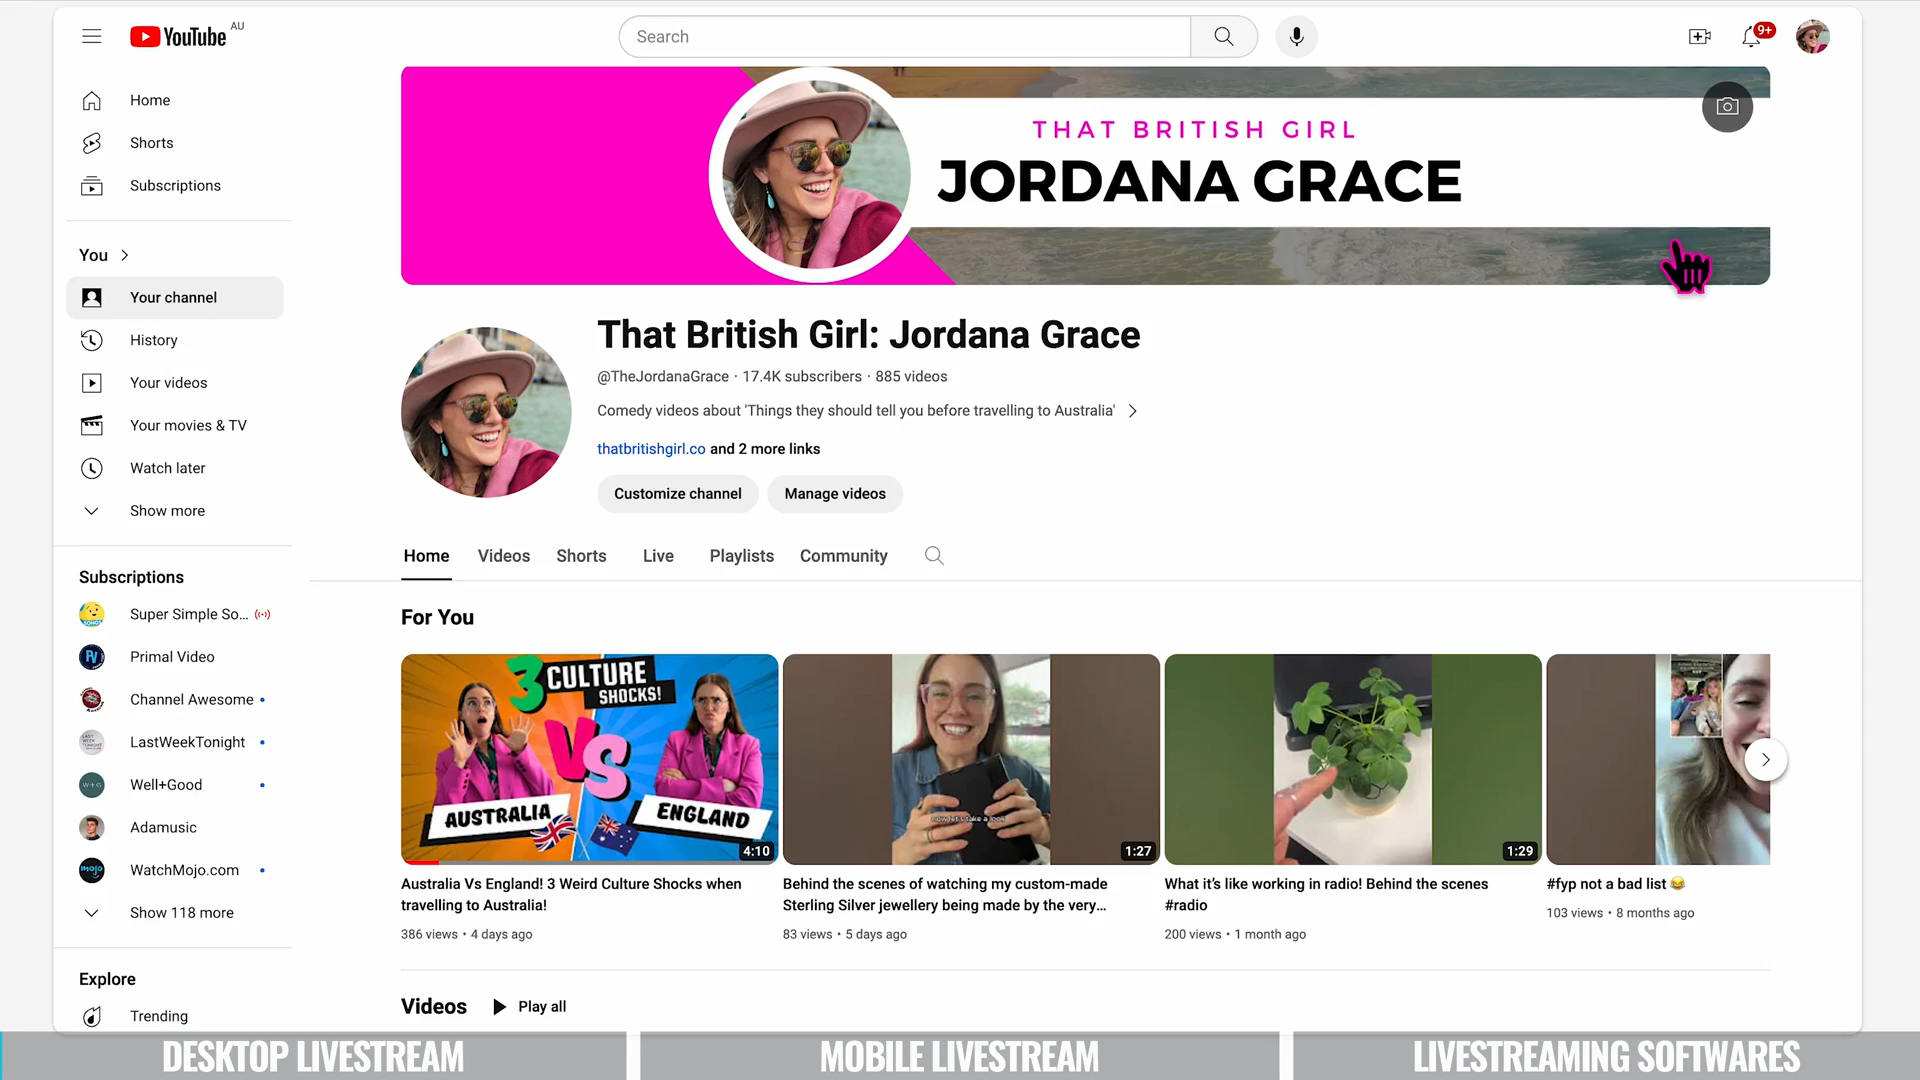 YouTube AU
Search
9+
Home
Shorts
Subscriptions
You
Your channel
History
Your videos
Your movies & TV
Watch later
Show more
Subscriptions
Super Simple So...
Primal Video
Channel Awesome
LastWeekTonight
Well+Good
Adamusic
WatchMojo.com
Show 118 more
Explore
Trending
THAT BRITISH GIRL
JORDANA GRACE
That British Girl: Jordana Grace
@TheJordanaGrace · 17.4K subscribers · 885 videos
Comedy videos about 'Things they should tell you before travelling to Australia'
thatbritishgirl.co and 2 more links
Customize channel
Manage videos
Home
Videos
Shorts
Live
Playlists
Community
For You
3 CULTURE
SHOCKS!
VS
AUSTRALIA
ENGLAND
4:10
Australia Vs England! 3 Weird Culture Shocks when
travelling to Australia!
386 views • 4 days ago
now let's take a look
1:27
Behind the scenes of watching my custom-made
Sterling Silver jewellery being made by the very...
83 views • 5 days ago
1:29
What it’s like working in radio! Behind the scenes
#radio
200 views • 1 month ago
#fyp not a bad list 😂
103 views • 8 months ago
Videos
Play all
DESKTOP LIVESTREAM
MOBILE LIVESTREAM
LIVESTREAMING SOFTWARES